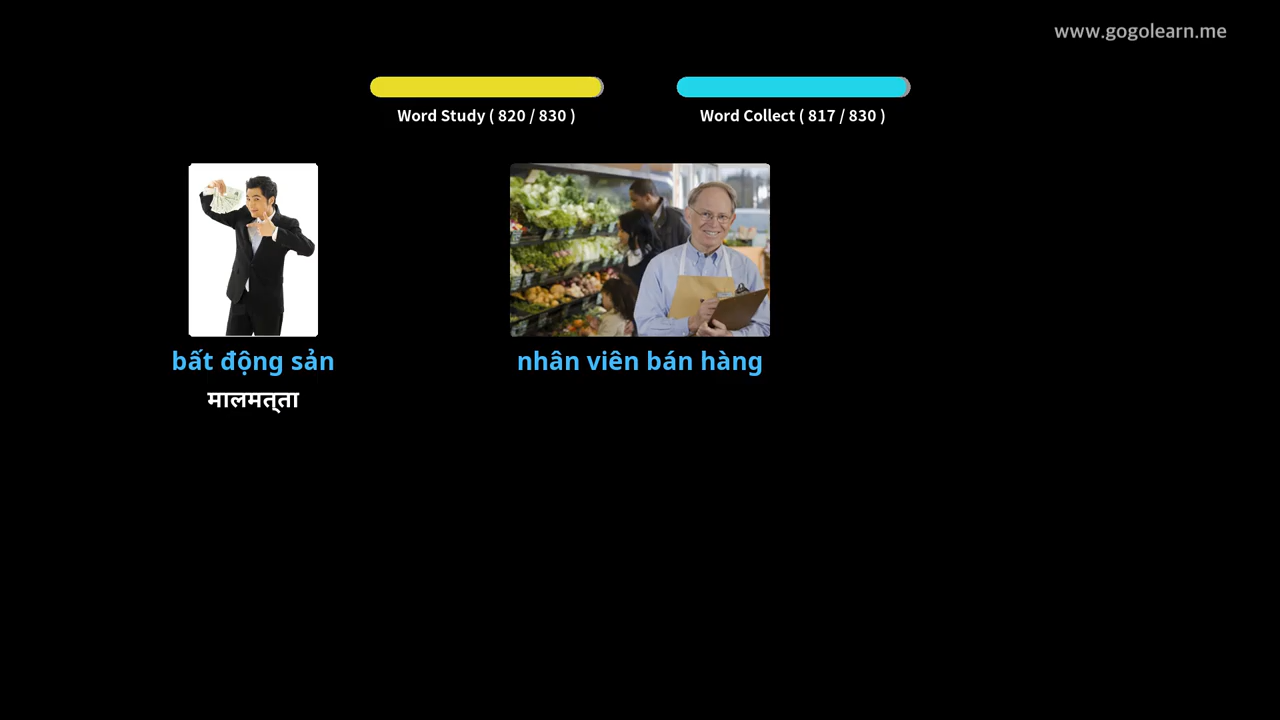 www.gogolearn.me
Word Study ( 820 / 830 )
Word Collect ( 817 / 830 )
bất động sản
nhân viên bán hàng
मालमत्ता